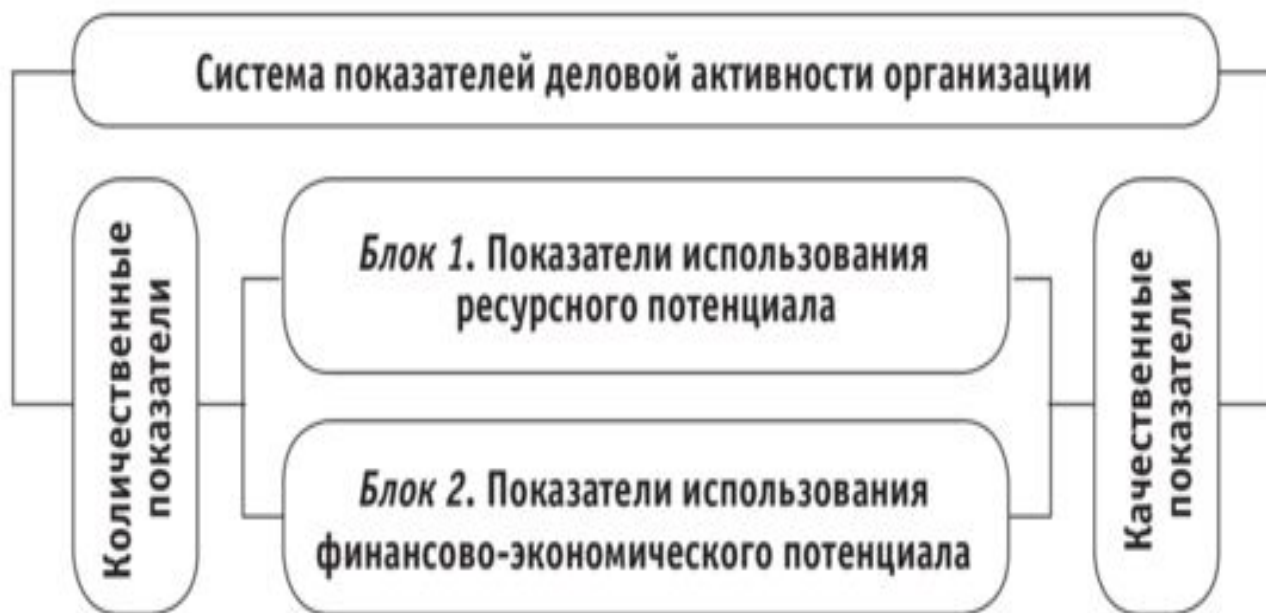 Система показателей деловой активности организации
Количественные
показатели
Блок 1. Показатели использования
ресурсного потенциала
Блок 2. Показатели использования
финансово-экономического потенциала
Качественные
показатели